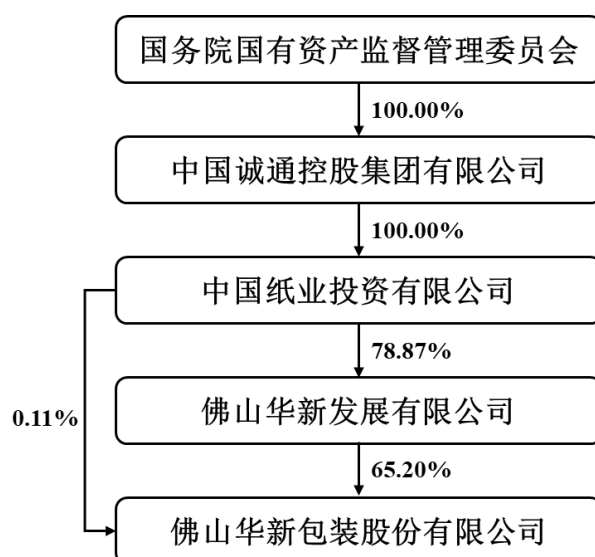 国务院国有资产监督管理委员会
100.00%
中国诚通控股集团有限公司
100.00%
中国纸业投资有限公司
78.87%
佛山华新发展有限公司
0.11%
65.20%
佛山华新包装股份有限公司